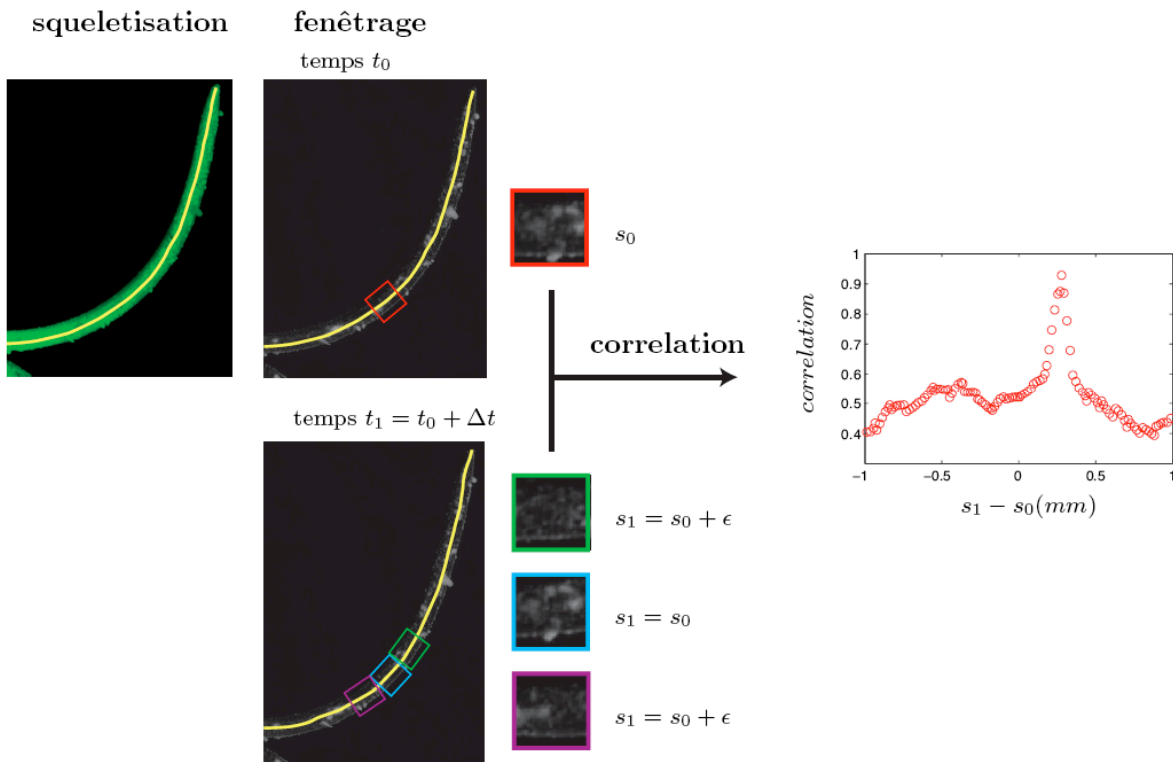 squeletisation
fenêtrage
temps t₀
s₀
correlation
temps t₁ = t₀ + Δt
s₁ = s₀ + ϵ
s₁ = s₀
s₁ = s₀ + ϵ
correlation
1
0.9
0.8
0.7
0.6
0.5
0.4
−1
−0.5
0
0.5
1
s₁ − s₀(mm)